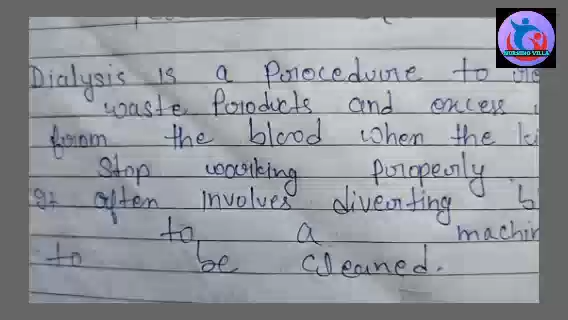 NURSING VILLA
Dialysis is a Procedure to
waste Products and excess
from the blood when the
Stop working properly.
It often involves diverting
to a
to be cleaned.